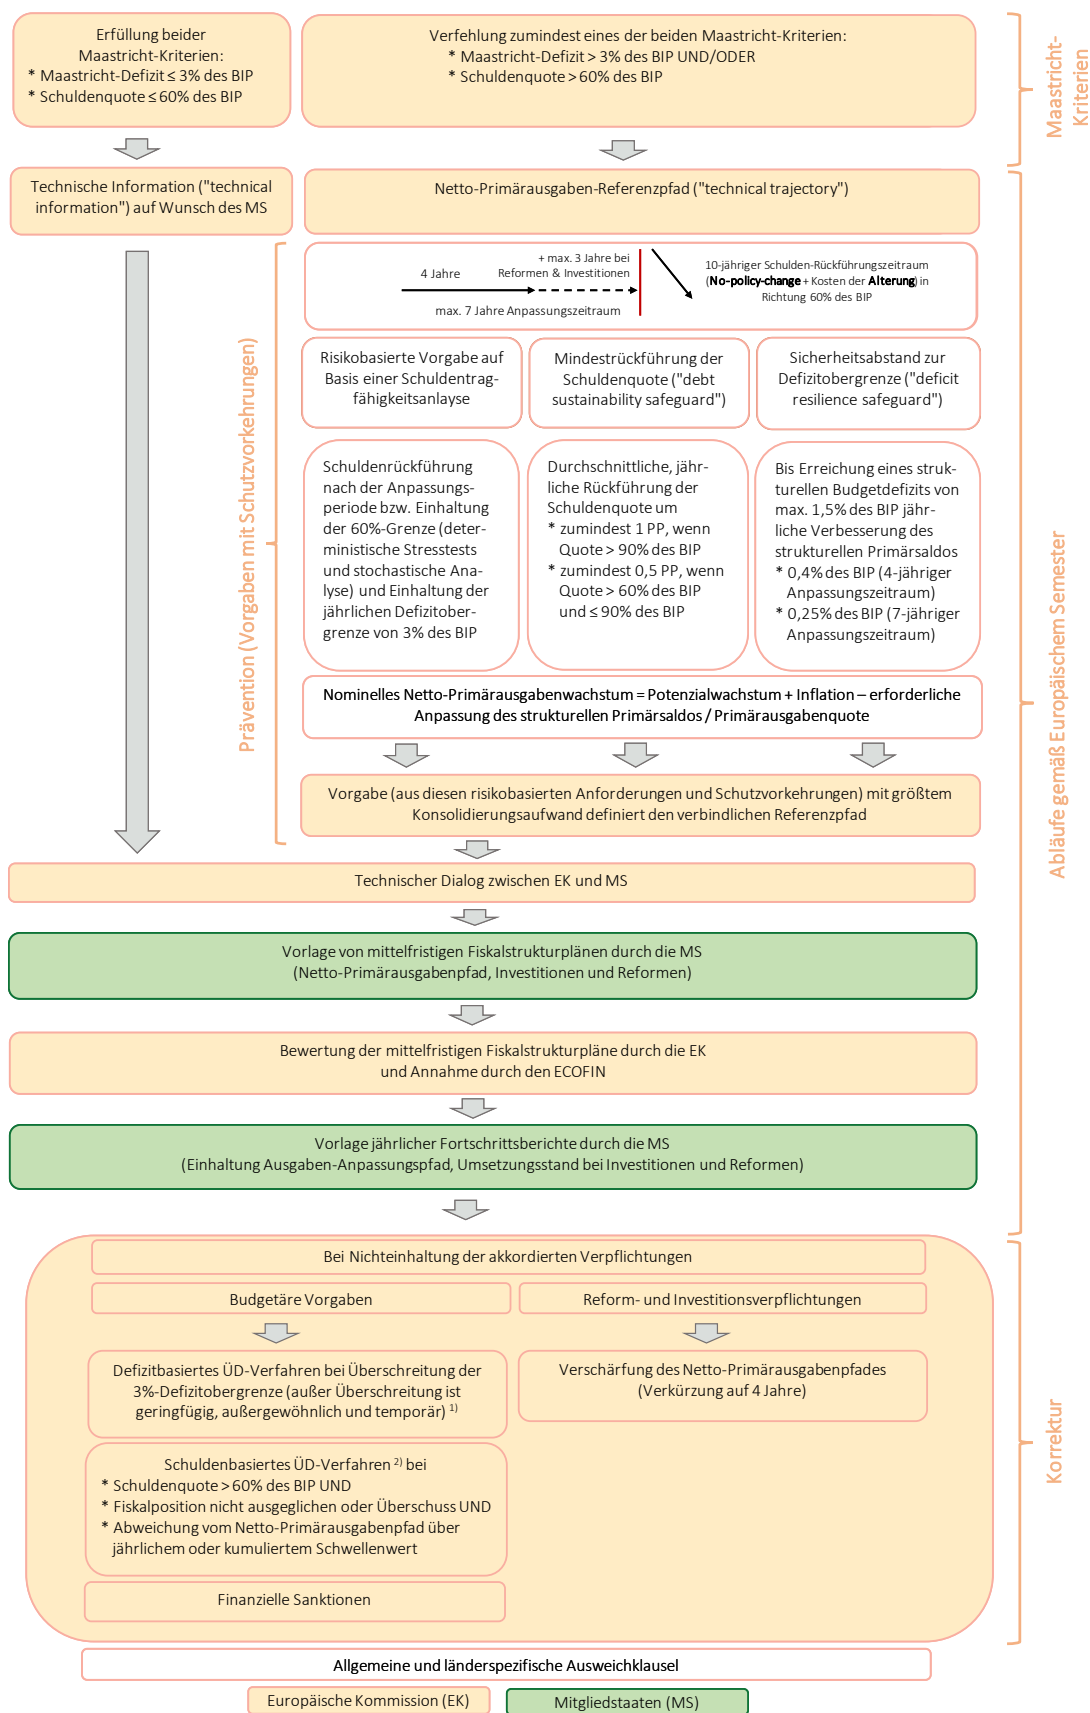 Erfüllung beider
Maastricht-Kriterien:
* Maastricht-Defizit ≤ 3% des BIP
* Schuldenquote ≤ 60% des BIP
Verfehlung zumindest eines der beiden Maastricht-Kriterien:
* Maastricht-Defizit > 3% des BIP UND/ODER
* Schuldenquote > 60% des BIP
Maastricht-
Kriterien
Technische Information ("technical
information") auf Wunsch des MS
Netto-Primärausgaben-Referenzpfad ("technical trajectory")
4 Jahre
+ max. 3 Jahre bei
Reformen & Investitionen
max. 7 Jahre Anpassungszeitraum
10-jähriger Schulden-Rückführungszeitraum
(No-policy-change + Kosten der Alterung) in
Richtung 60% des BIP
Risikobasierte Vorgabe auf
Basis einer Schuldentrag-
fähigkeitsanlayse
Mindestrückführung der
Schuldenquote ("debt
sustainability safeguard")
Sicherheitsabstand zur
Defizitobergrenze ("deficit
resilience safeguard")
Schuldenrückführung
nach der Anpassungs-
periode bzw. Einhaltung
der 60%-Grenze (deter-
ministische Stresstests
und stochastische Ana-
lyse) und Einhaltung der
jährlichen Defizitober-
grenze von 3% des BIP
Durchschnittliche, jähr-
liche Rückführung der
Schuldenquote um
* zumindest 1 PP, wenn
Quote > 90% des BIP
* zumindest 0,5 PP, wenn
Quote > 60% des BIP
und ≤ 90% des BIP
Bis Erreichung eines struk-
turellen Budgetdefizits von
max. 1,5% des BIP jähr-
liche Verbesserung des
strukturellen Primärsaldos
* 0,4% des BIP (4-jähriger
Anpassungszeitraum)
* 0,25% des BIP (7-jähriger
Anpassungszeitraum)
Prävention (Vorgaben mit Schutzvorkehrungen)
Nominelles Netto-Primärausgabenwachstum = Potenzialwachstum + Inflation – erforderliche
Anpassung des strukturellen Primärsaldos / Primärausgabenquote
Vorgabe (aus diesen risikobasierten Anforderungen und Schutzvorkehrungen) mit größtem
Konsolidierungsaufwand definiert den verbindlichen Referenzpfad
Abläufe gemäß Europäischem Semester
Technischer Dialog zwischen EK und MS
Vorlage von mittelfristigen Fiskalstrukturplänen durch die MS
(Netto-Primärausgabenpfad, Investitionen und Reformen)
Bewertung der mittelfristigen Fiskalstrukturpläne durch die EK
und Annahme durch den ECOFIN
Vorlage jährlicher Fortschrittsberichte durch die MS
(Einhaltung Ausgaben-Anpassungspfad, Umsetzungsstand bei Investitionen und Reformen)
Bei Nichteinhaltung der akkordierten Verpflichtungen
Budgetäre Vorgaben
Reform- und Investitionsverpflichtungen
Defizitbasiertes ÜD-Verfahren bei Überschreitung der
3%-Defizitobergrenze (außer Überschreitung ist
geringfügig, außergewöhnlich und temporär) 1)
Verschärfung des Netto-Primärausgabenpfades
(Verkürzung auf 4 Jahre)
Schuldenbasiertes ÜD-Verfahren 2) bei
* Schuldenquote > 60% des BIP UND
* Fiskalposition nicht ausgeglichen oder Überschuss UND
* Abweichung vom Netto-Primärausgabenpfad über
jährlichem oder kumuliertem Schwellenwert
Finanzielle Sanktionen
Korrektur
Allgemeine und länderspezifische Ausweichklausel
Europäische Kommission (EK)
Mitgliedstaaten (MS)